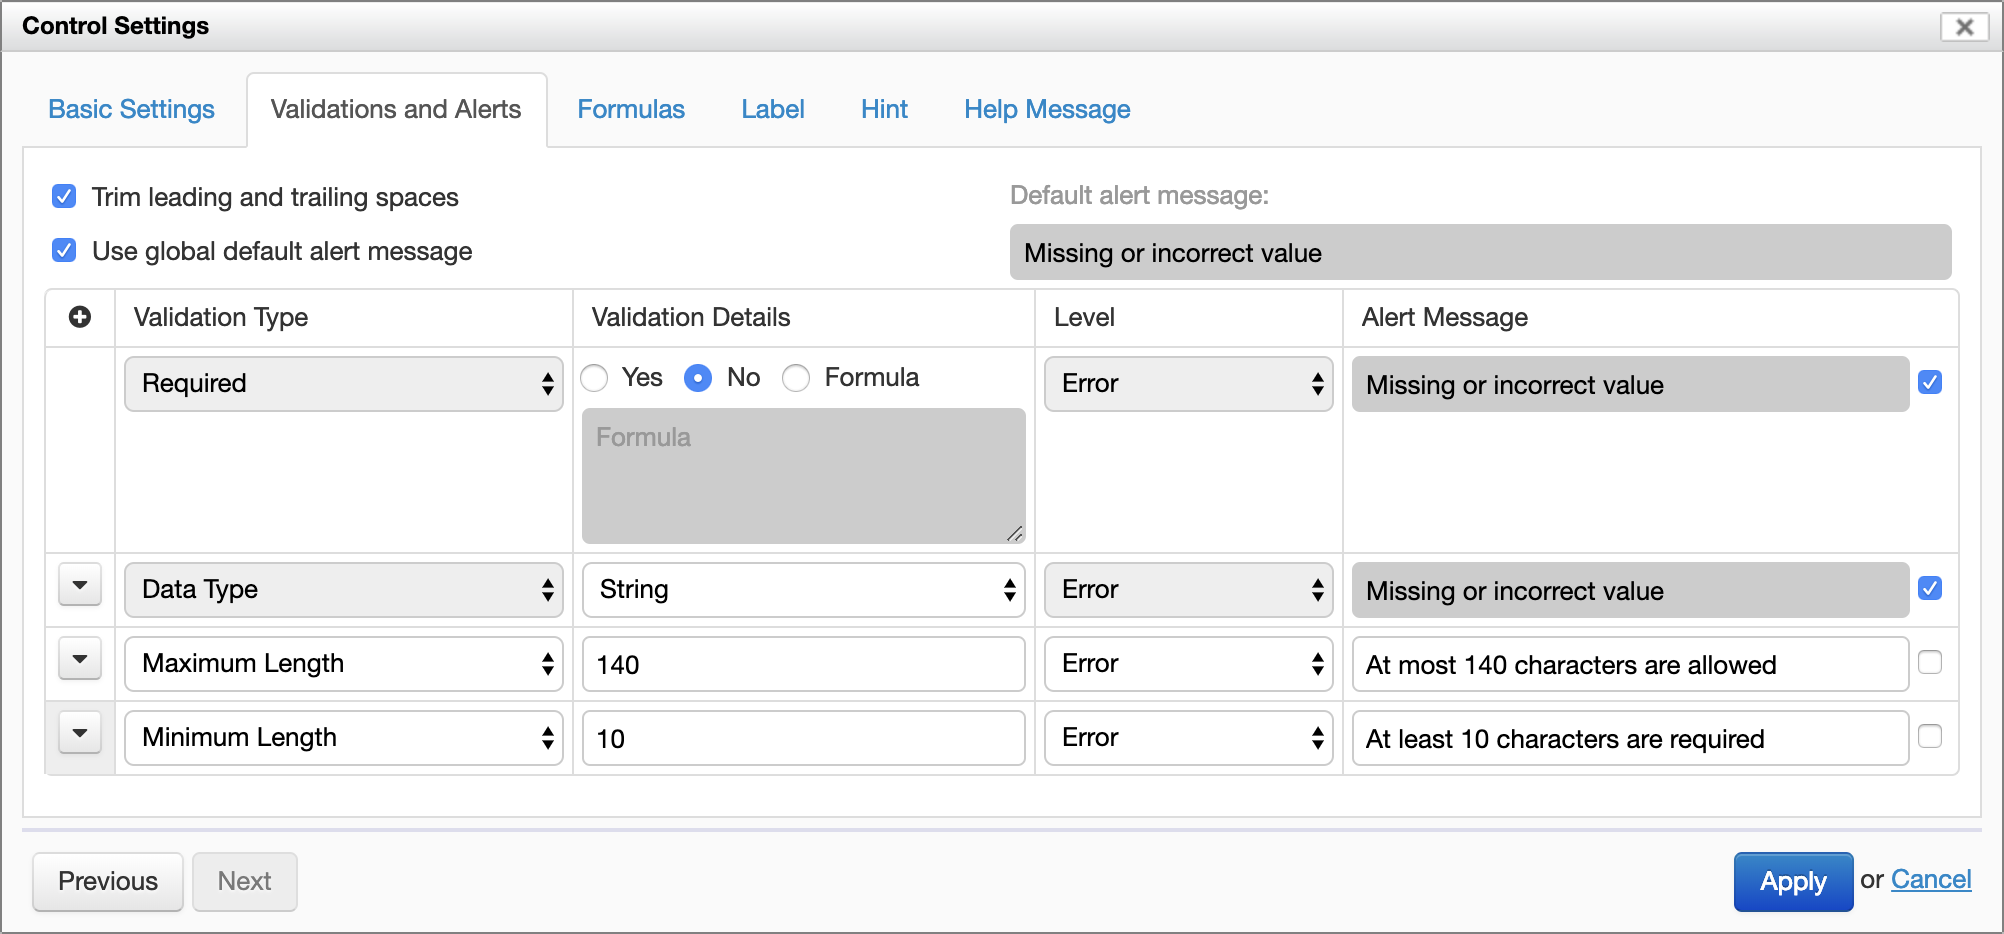 Control Settings
Basic Settings Validations and Alerts Formulas Label Hint Help Message
Trim leading and trailing spaces
Default alert message:
Use global default alert message
Missing or incorrect value
Validation Type Validation Details Level Alert Message
Required Yes No Formula Error Missing or incorrect value
Formula
Data Type String Error Missing or incorrect value
Maximum Length 140 Error At most 140 characters are allowed
Minimum Length 10 Error At least 10 characters are required
Previous Next Apply or Cancel